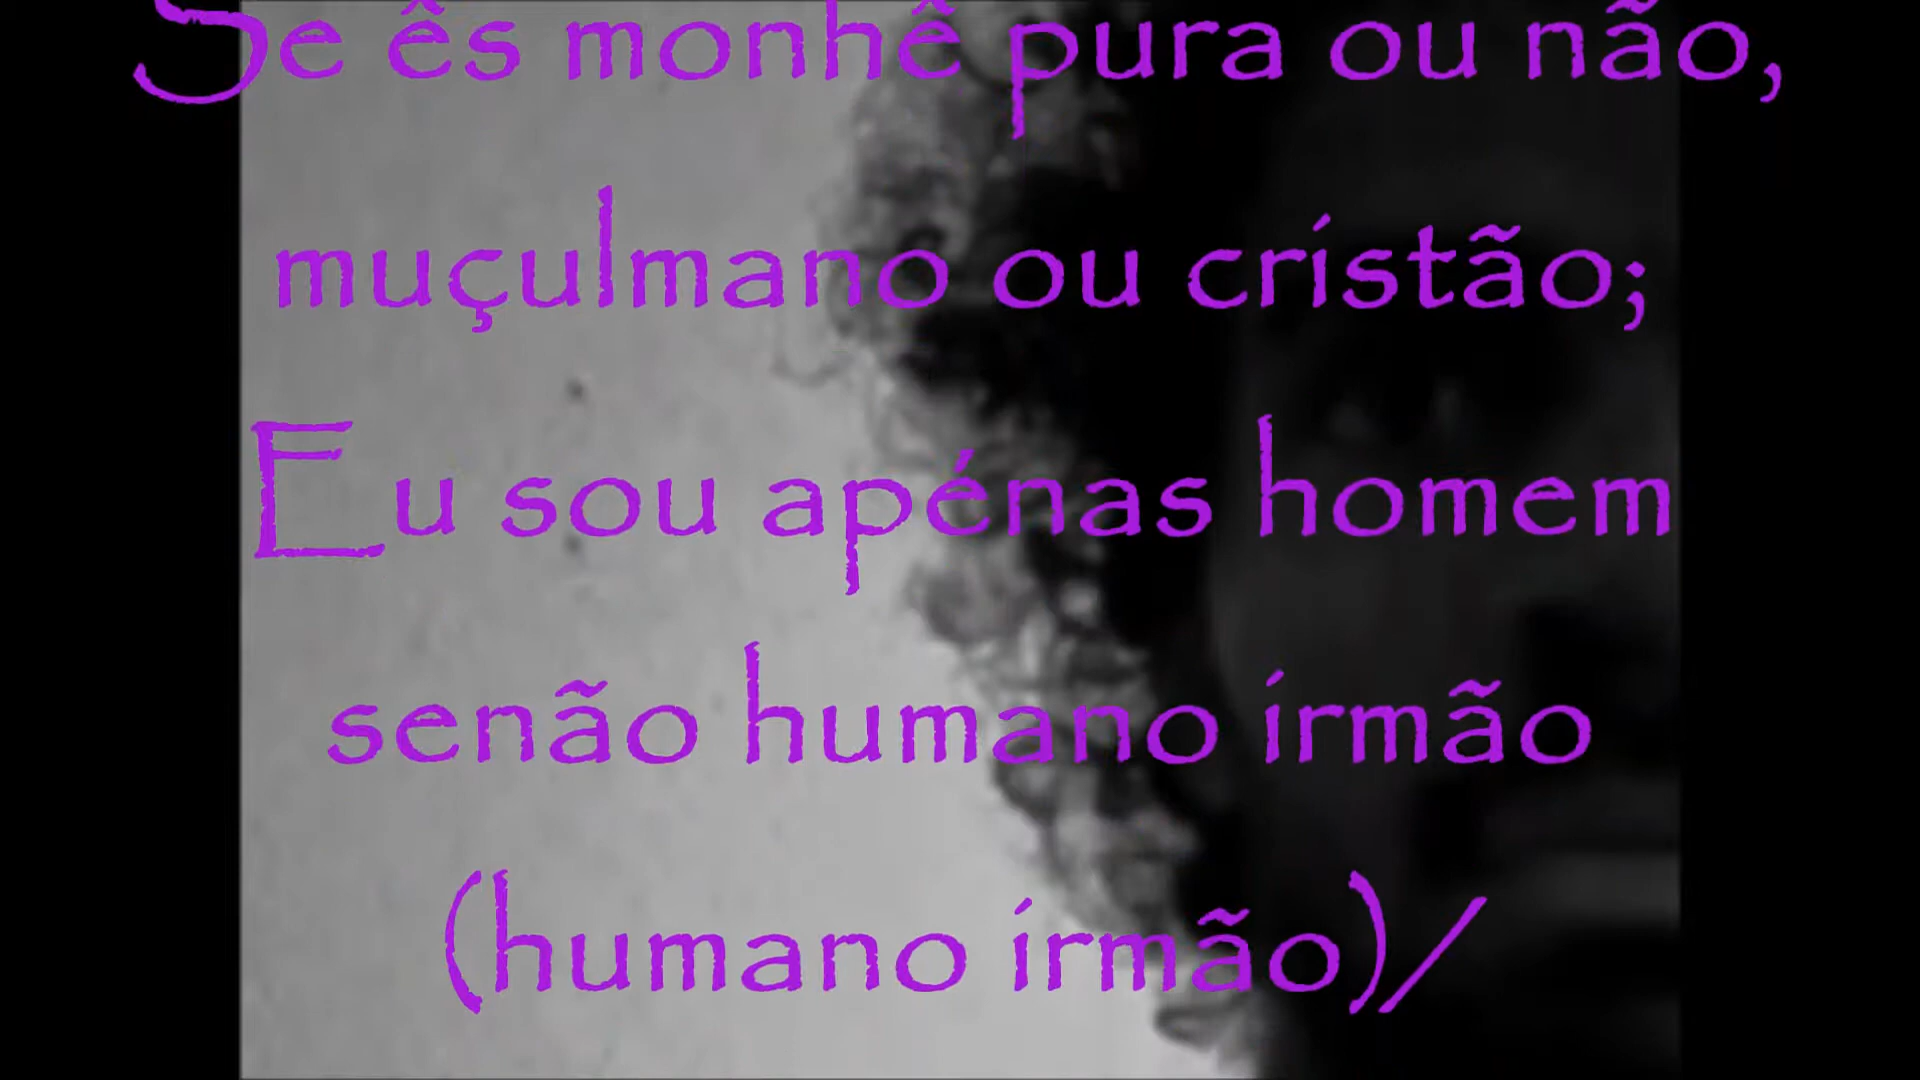 Se ês monhê pura ou não,
muçulmano ou cristão;
Eu sou apénas homem
senão humano irmão
(humano irmão)/